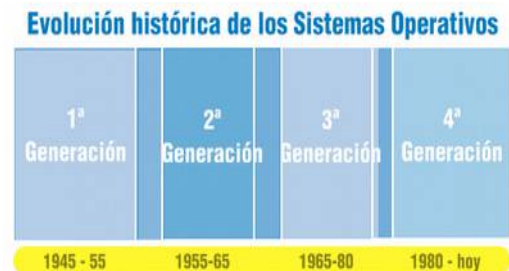 Evolución histórica de los Sistemas Operativos
1ª
Generación
2ª
Generación
3ª
Generación
4ª
Generación
1945 - 55
1955-65
1965-80
1980 - hoy